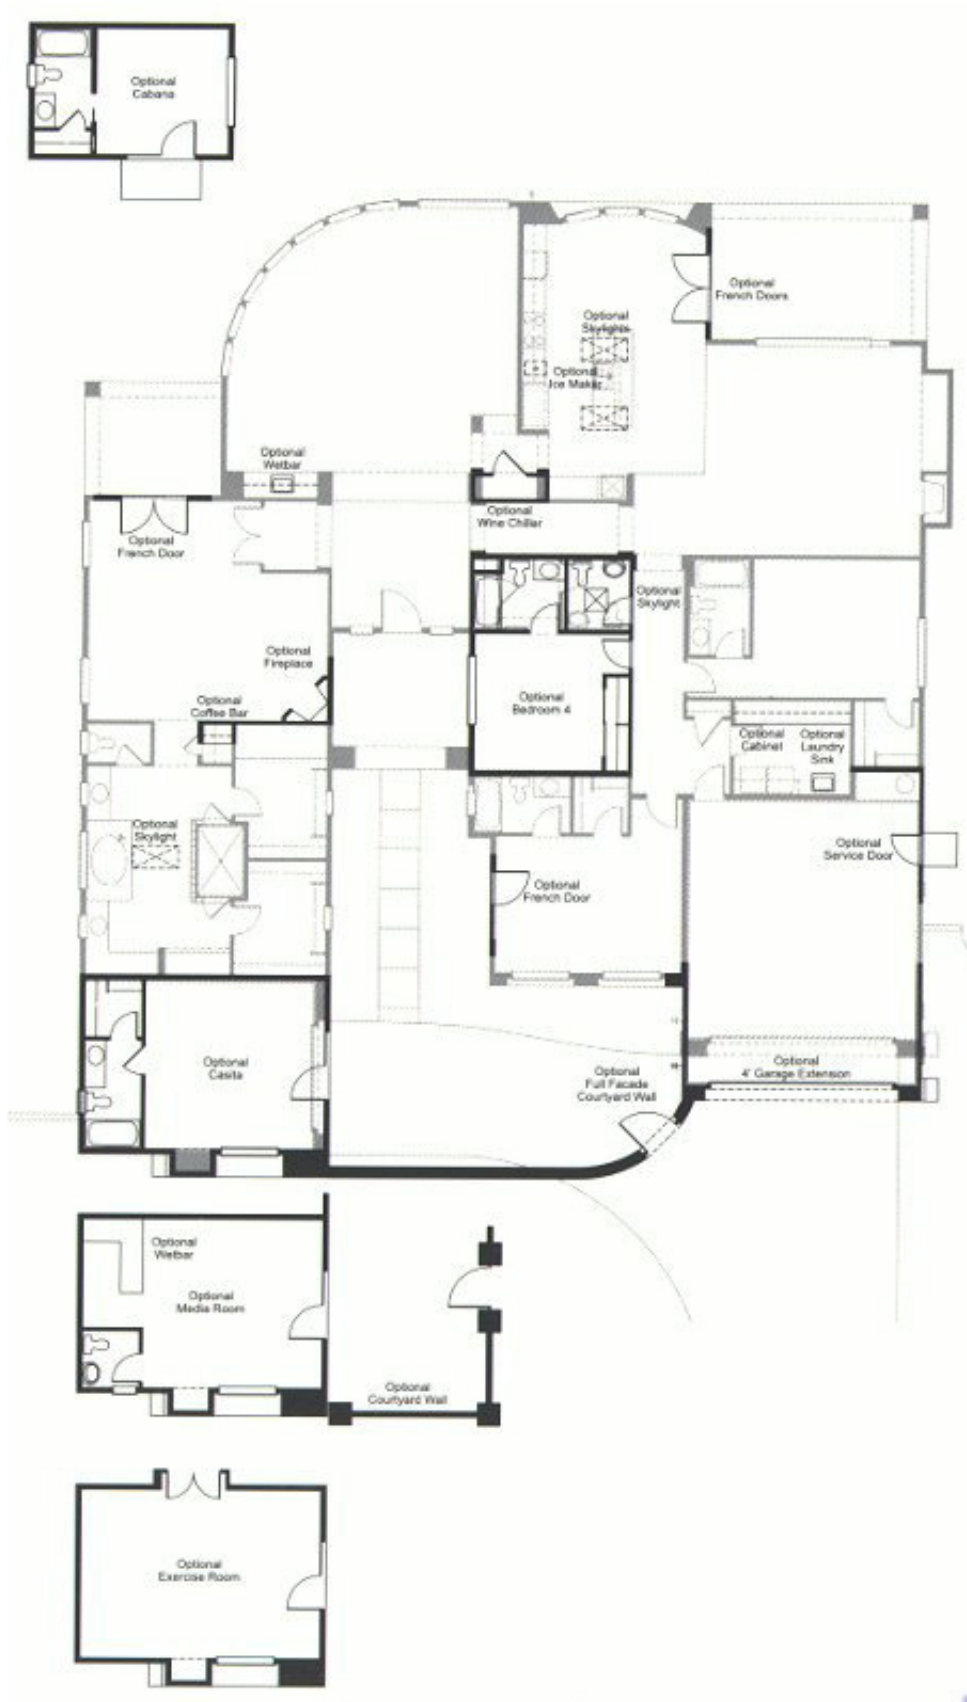 Optional
Cabana
Optional
French Doors
Optional
Skylights
Optional
Ice Maker
Optional
Wetbar
Optional
Wine Chiller
Optional
French Door
Optional
Skylight
Optional
Fireplace
Optional
Bedroom 4
Optional
Coffee Bar
Optional
Cabinet
Optional
Laundry
Sink
Optional
Skylight
Optional
Service Door
Optional
French Door
Optional
Casita
Optional
4' Garage Extension
Optional
Full Facade
Courtyard Wall
Optional
Wetbar
Optional
Media Room
Optional
Courtyard Wall
Optional
Exercise Room